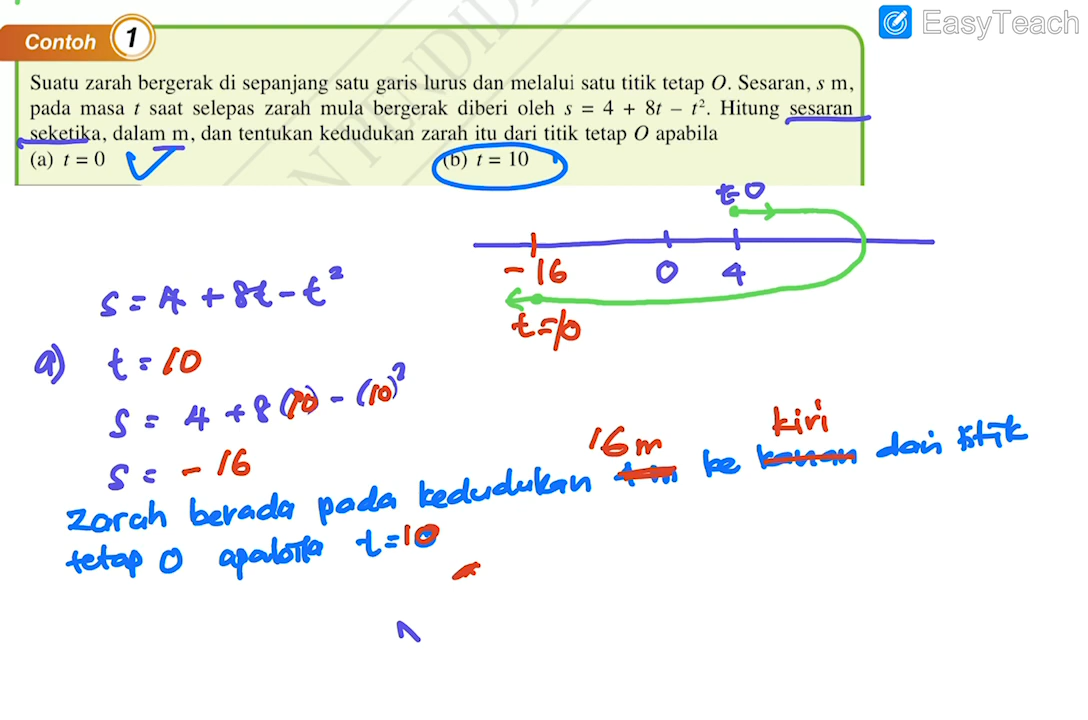 EasyTeach
Contoh 1
Suatu zarah bergerak di sepanjang satu garis lurus dan melalui satu titik tetap O. Sesaran, s m,
pada masa t saat selepas zarah mula bergerak diberi oleh s = 4 + 8t – t². Hitung sesaran
seketika, dalam m, dan tentukan kedudukan zarah itu dari titik tetap O apabila
(a) t = 0 (b) t = 10
t=0
-16 0 4
t=10
s = 4 + 8t - t²
a) t = 10
s = 4 + 8(10) - (10)²
s = -16
16m kiri
zarah berada pada kedudukan 4 m ke kanan dari titik
tetap O apabila t=10